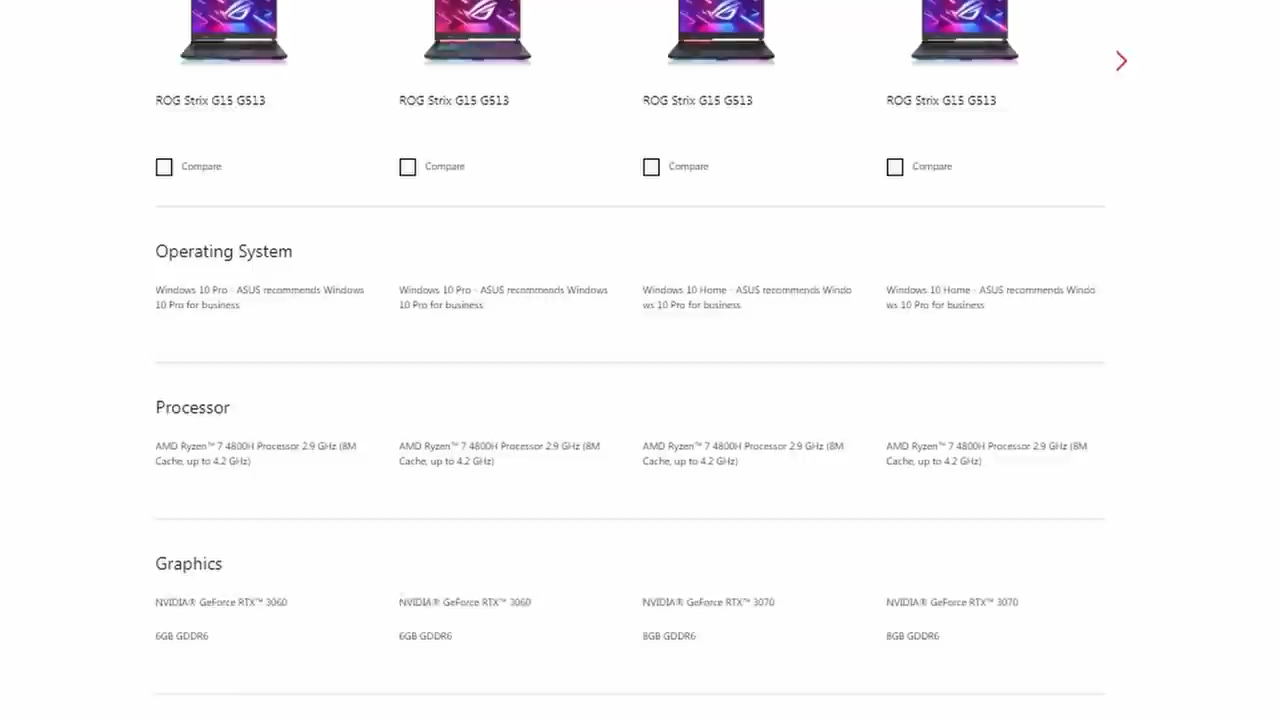 ROG Strix G15 G513 ROG Strix G15 G513 ROG Strix G15 G513 ROG Strix G15 G513
Compare Compare Compare Compare
Operating System
Windows 10 Pro - ASUS recommends Windows
10 Pro for business
Windows 10 Pro - ASUS recommends Windows
10 Pro for business
Windows 10 Home - ASUS recommends Windo
ws 10 Pro for business
Windows 10 Home - ASUS recommends Windo
ws 10 Pro for business
Processor
AMD Ryzen™ 7 4800H Processor 2.9 GHz (8M
Cache, up to 4.2 GHz)
AMD Ryzen™ 7 4800H Processor 2.9 GHz (8M
Cache, up to 4.2 GHz)
AMD Ryzen™ 7 4800H Processor 2.9 GHz (8M
Cache, up to 4.2 GHz)
AMD Ryzen™ 7 4800H Processor 2.9 GHz (8M
Cache, up to 4.2 GHz)
Graphics
NVIDIA® GeForce RTX™ 3060 NVIDIA® GeForce RTX™ 3060 NVIDIA® GeForce RTX™ 3070 NVIDIA® GeForce RTX™ 3070
6GB GDDR6 6GB GDDR6 8GB GDDR6 8GB GDDR6